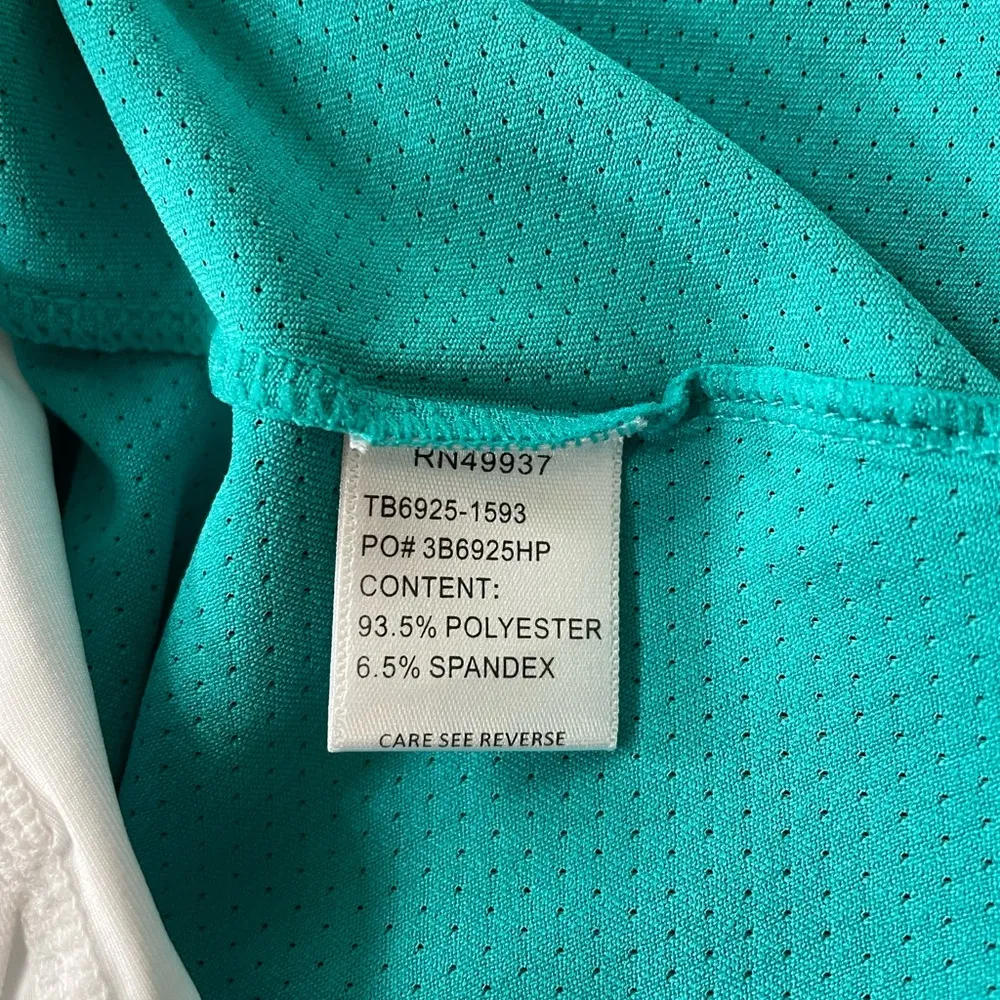 RN49937
TB6925-1593
PO# 3B6925HP
CONTENT:
93.5% POLYESTER
6.5% SPANDEX
CARE SEE REVERSE